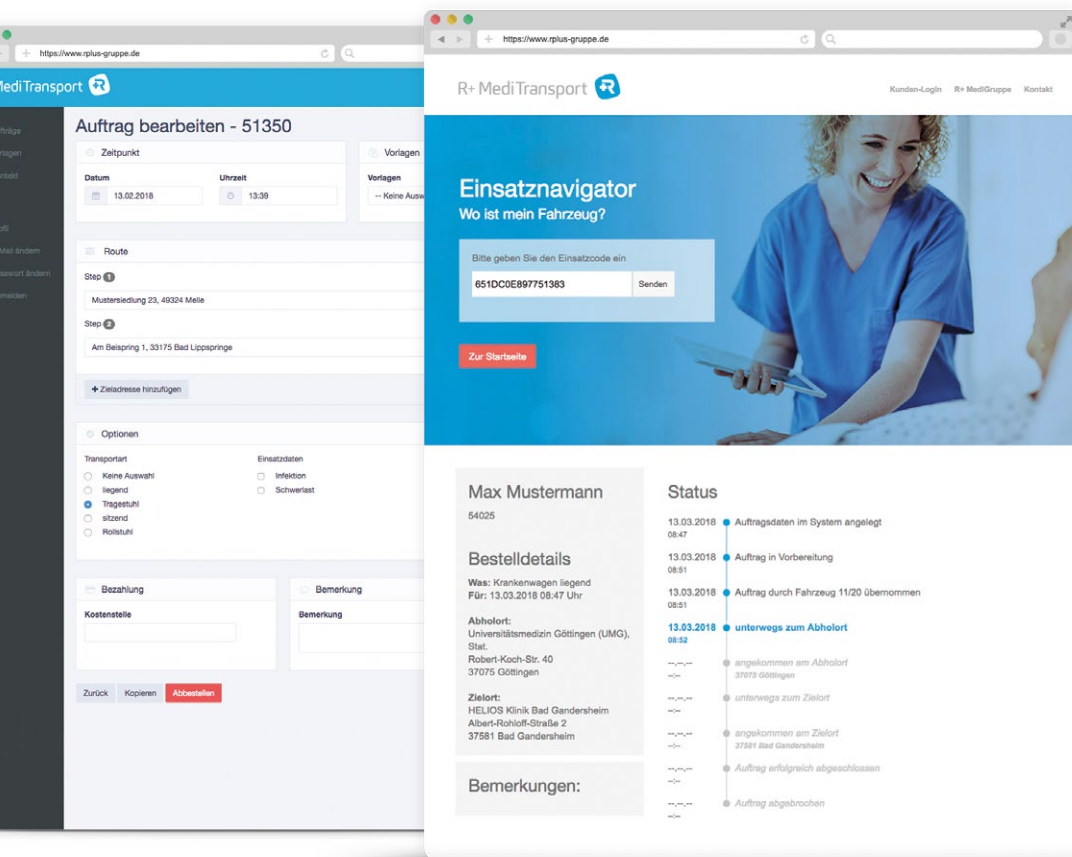 https://www.rplus-gruppe.de
MediTransport R
Auftrag bearbeiten - 51350
Zeitpunkt
Datum
Uhrzeit
13.02.2018
13:39
Vorlagen
Vorlagen
-- Keine Ausw
Route
Step 1
Mustersiedlung 23, 49324 Melle
Step 2
Am Beispring 1, 33175 Bad Lippspringe
+ Zieladresse hinzufügen
Optionen
Transportart
Einsatzdaten
Keine Auswahl
Infektion
liegend
Schwerlast
Tragestuhl
sitzend
Rollstuhl
Bezahlung
Bemerkung
Kostenstelle
Bemerkung
Zurück
Kopieren
Abbestellen
Mail ändern
https://www.rplus-gruppe.de
R+ MediTransport R
Kunden-Login
R+ MediGruppe
Kontakt
Einsatznavigator
Wo ist mein Fahrzeug?
Bitte geben Sie den Einsatzcode ein
651DC0E897751383
Senden
Zur Startseite
Max Mustermann
54025
Bestelldetails
Was: Krankenwagen liegend
Für: 13.03.2018 08:47 Uhr
Abholort:
Universitätsmedizin Göttingen (UMG),
Stat.
Robert-Koch-Str. 40
37075 Göttingen
Zielort:
HELIOS Klinik Bad Gandersheim
Albert-Rohloff-Straße 2
37581 Bad Gandersheim
Bemerkungen:
Status
13.03.2018 Auftragsdaten im System angelegt
08:47
13.03.2018 Auftrag in Vorbereitung
08:51
13.03.2018 Auftrag durch Fahrzeug 11/20 übernommen
08:51
13.03.2018 unterwegs zum Abholort
08:52
--.--.-- angekommen am Abholort
--:-- 37075 Göttingen
--.--.-- unterwegs zum Zielort
--:--
--.--.-- angekommen am Zielort
--:-- 37581 Bad Gandersheim
--.--.-- Auftrag erfolgreich abgeschlossen
--:--
--.--.-- Auftrag abgebrochen
--:--